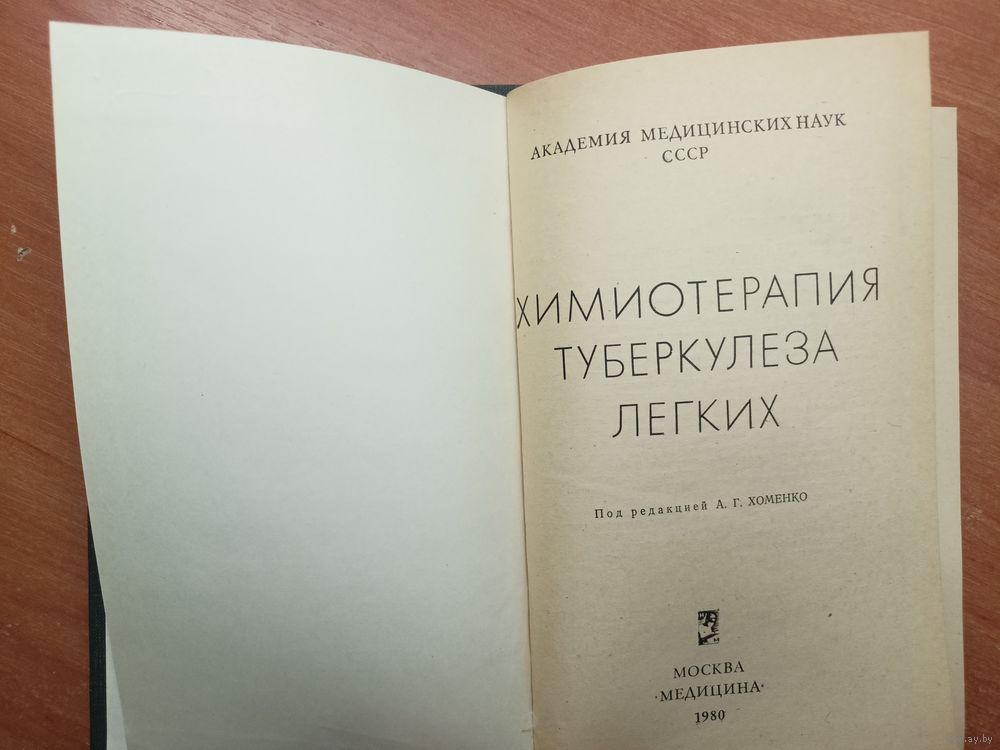 АКАДЕМИЯ МЕДИЦИНСКИХ НАУК
СССР
ХИМИОТЕРАПИЯ
ТУБЕРКУЛЕЗА
ЛЕГКИХ
Под редакцией А. Г. ХОМЕНКО
МОСКВА
·МЕДИЦИНА·
1980